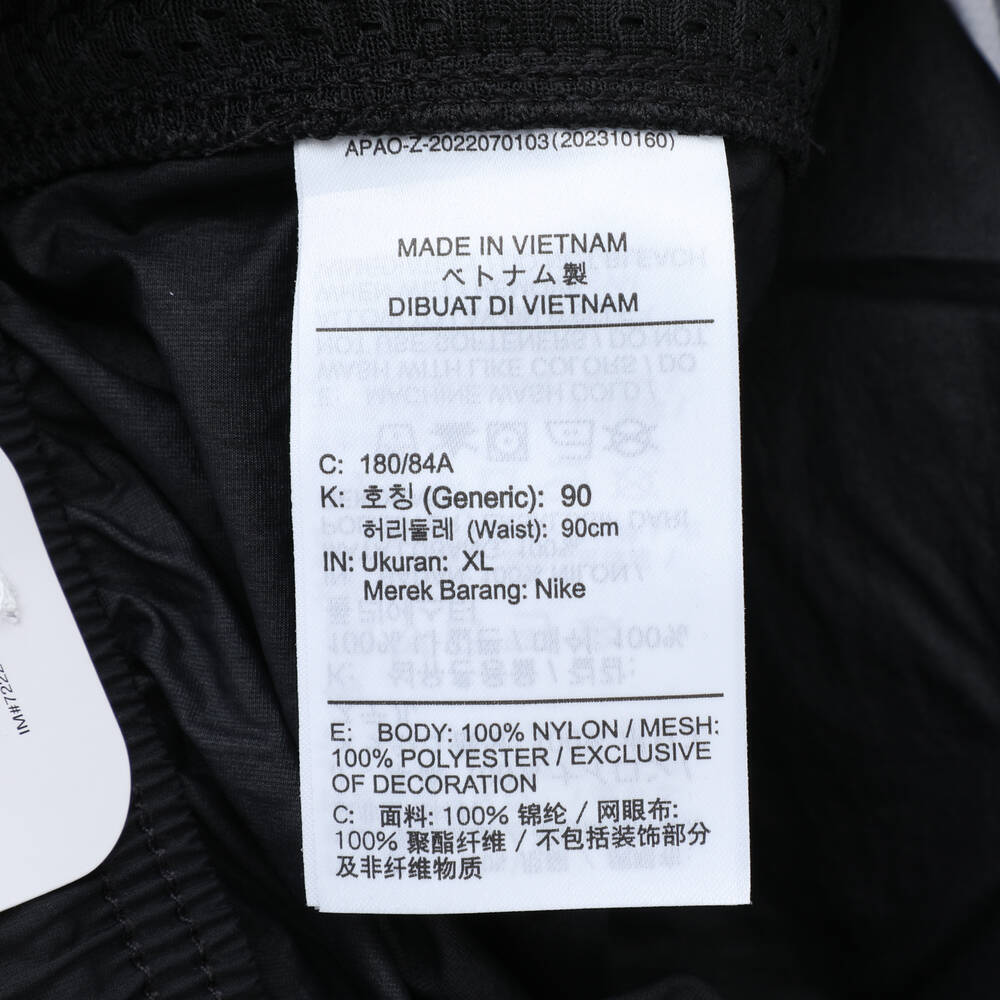 APAO-Z-2022070103(202310160)
MADE IN VIETNAM
ベトナム製
DIBUAT DI VIETNAM
C: 180/84A
K: 호칭 (Generic): 90
허리둘레 (Waist): 90cm
IN: Ukuran: XL
Merek Barang: Nike
E: BODY: 100% NYLON / MESH:
100% POLYESTER / EXCLUSIVE
OF DECORATION
C: 面料: 100% 锦纶 / 网眼布:
100% 聚酯纤维 / 不包括装饰部分
及非纤维物质